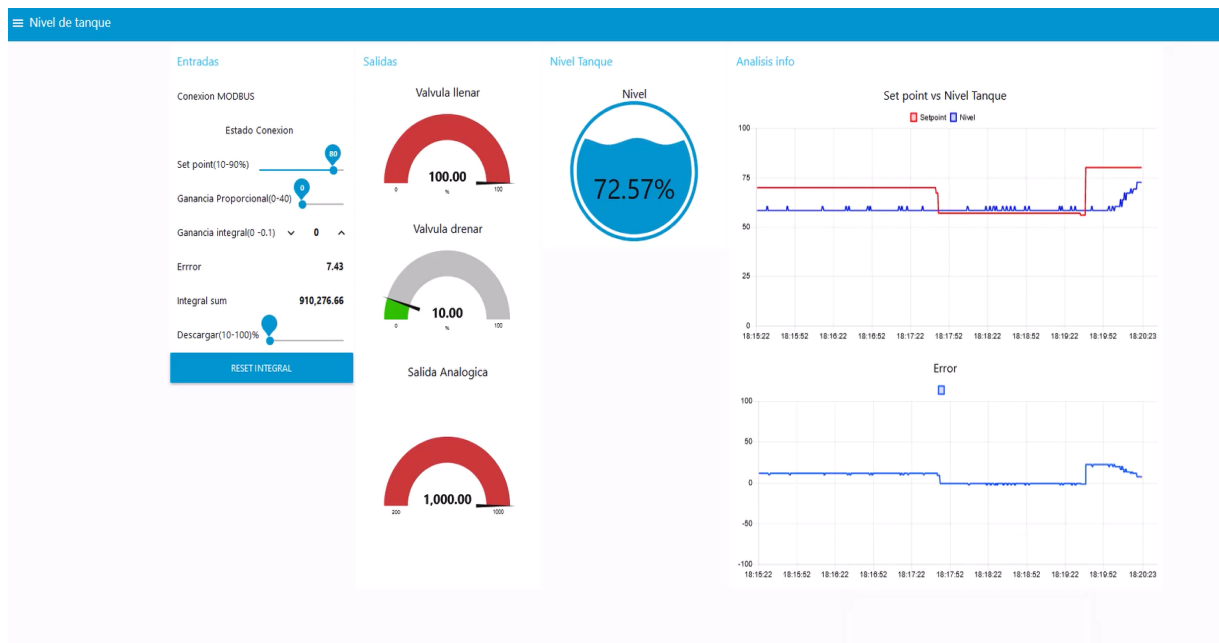 Nivel de tanque
Entradas
Conexion MODBUS
Estado Conexion
Set point(10-90%)
80
Ganancia Proporcional(0-40)
0
Ganancia integral(0 -0.1) 0
Errror 7.43
Integral sum 910,276.66
Descargar(10-100)%
RESET INTEGRAL
Salidas
Valvula llenar
100.00
%
0 100
Valvula drenar
10.00
%
0 100
Salida Analogica
1,000.00
200 1000
Nivel Tanque
Nivel
72.57%
Analisis info
Set point vs Nivel Tanque
Setpoint Nivel
100
75
50
25
0
18:15:22 18:15:52 18:16:22 18:16:52 18:17:22 18:17:52 18:18:22 18:18:52 18:19:22 18:19:52 18:20:23
Error
100
50
0
-50
-100
18:15:22 18:15:52 18:16:22 18:16:52 18:17:22 18:17:52 18:18:22 18:18:52 18:19:22 18:19:52 18:20:23